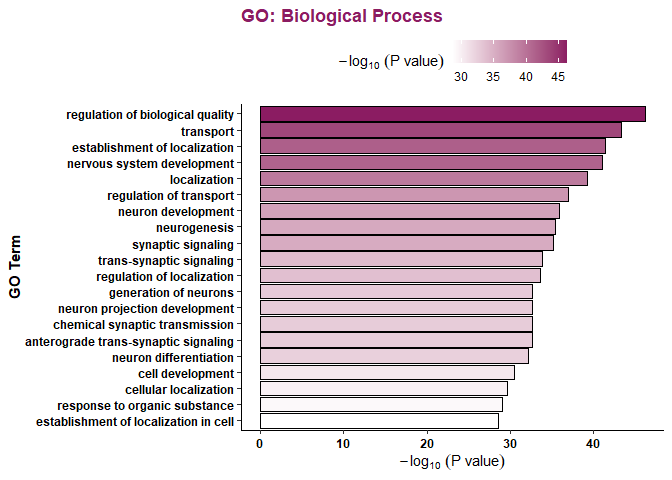 GO: Biological Process
−log10 (P value)
30 35 40 45
regulation of biological quality
transport
establishment of localization
nervous system development
localization
regulation of transport
neuron development
neurogenesis
synaptic signaling
trans-synaptic signaling
regulation of localization
generation of neurons
neuron projection development
chemical synaptic transmission
anterograde trans-synaptic signaling
neuron differentiation
cell development
cellular localization
response to organic substance
establishment of localization in cell
GO Term
0 10 20 30 40
−log10 (P value)